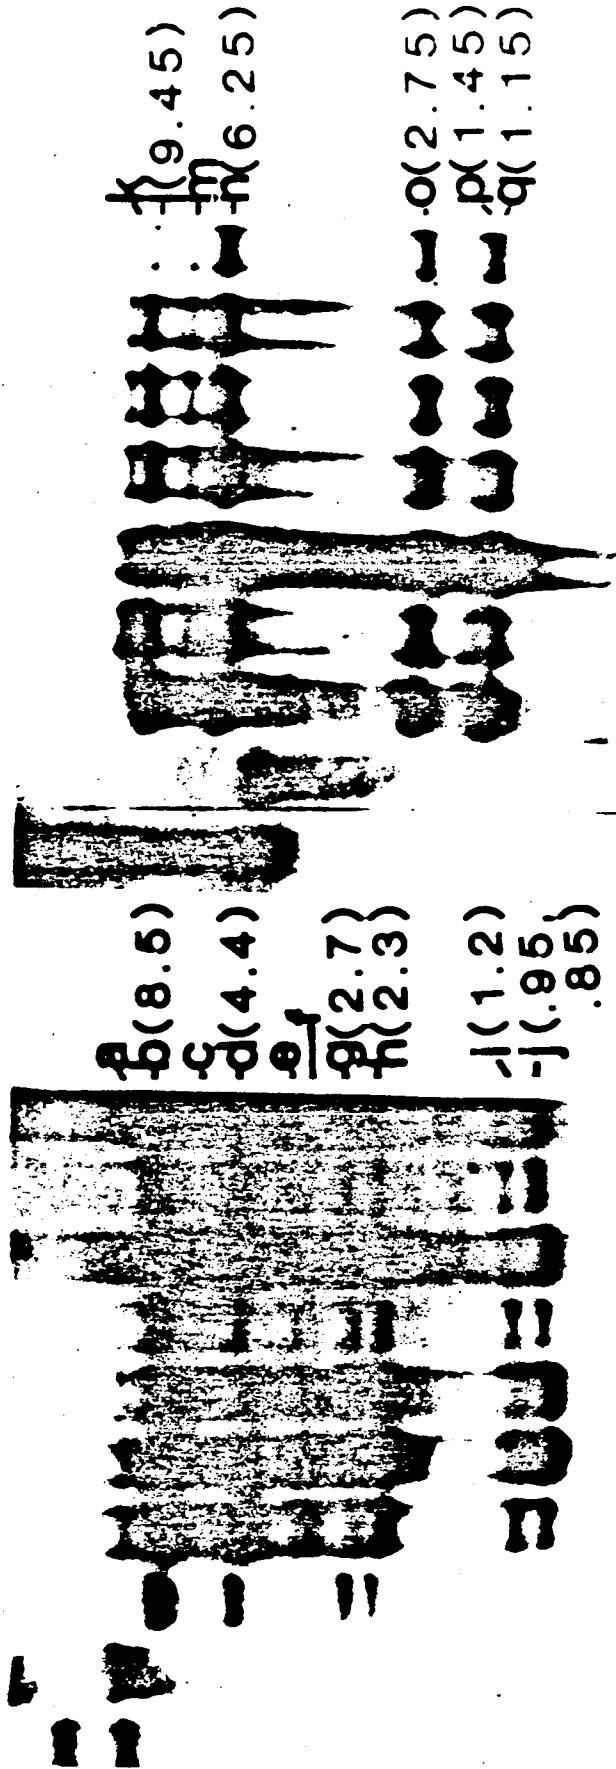 a
b(8.5)
c
d(4.4)
e
f
g(2.7)
h(2.3)
i(1.2)
j(.95,
.85)
k
l(9.45)
m
n(6.25)
o(2.75)
p(1.45)
q(1.15)